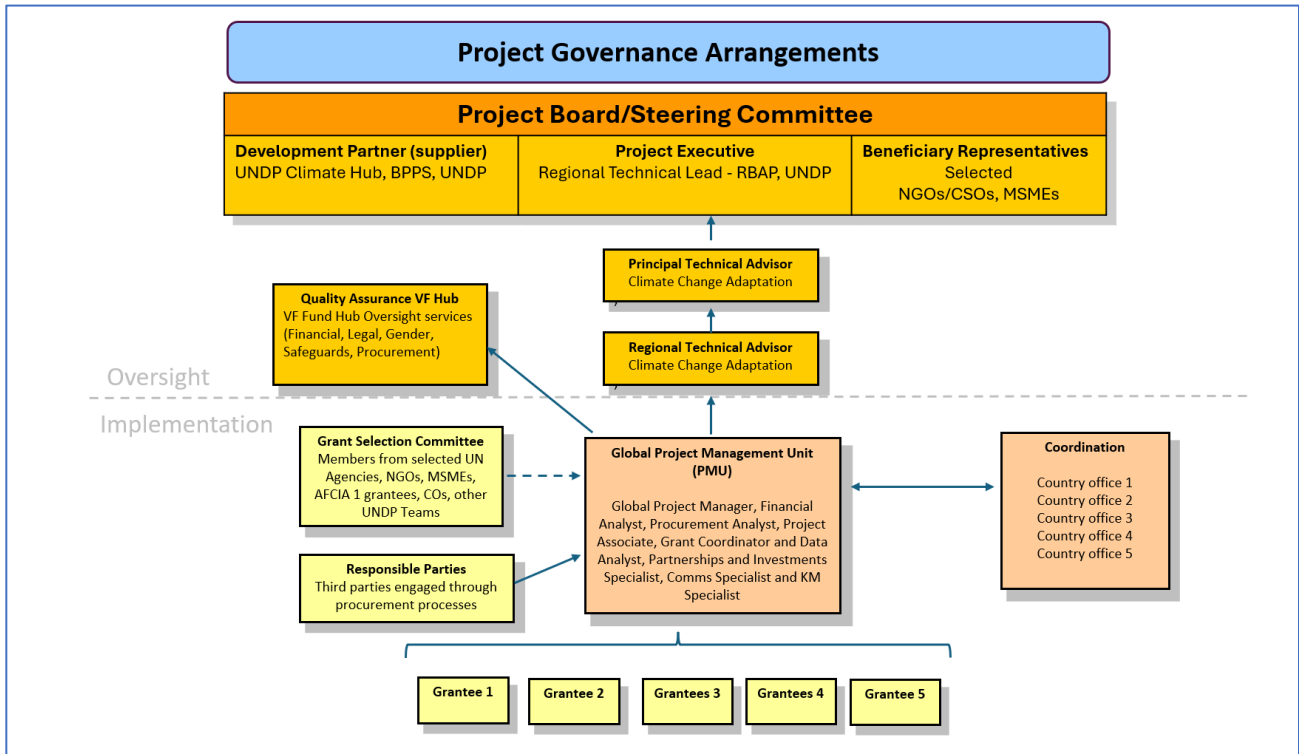 Project Governance Arrangements
Project Board/Steering Committee
Development Partner (supplier)
UNDP Climate Hub, BPPS, UNDP
Project Executive
Regional Technical Lead - RBAP, UNDP
Beneficiary Representatives
Selected
NGOs/CSOs, MSMEs
Principal Technical Advisor
Climate Change Adaptation
,
Quality Assurance VF Hub
VF Fund Hub Oversight services
(Financial, Legal, Gender,
Safeguards, Procurement)
Regional Technical Advisor
Climate Change Adaptation
,
Oversight
Implementation
Grant Selection Committee
Members from selected UN
Agencies, NGOs, MSMEs,
AFCIA 1 grantees, COs, other
UNDP Teams
Responsible Parties
Third parties engaged through
procurement processes
Global Project Management Unit
(PMU)
Global Project Manager, Financial
Analyst, Procurement Analyst, Project
Associate, Grant Coordinator and Data
Analyst, Partnerships and Investments
Specialist, Comms Specialist and KM
Specialist
Coordination
Country office 1
Country office 2
Country office 3
Country office 4
Country office 5
Grantee 1
Grantee 2
Grantees 3
Grantees 4
Grantee 5